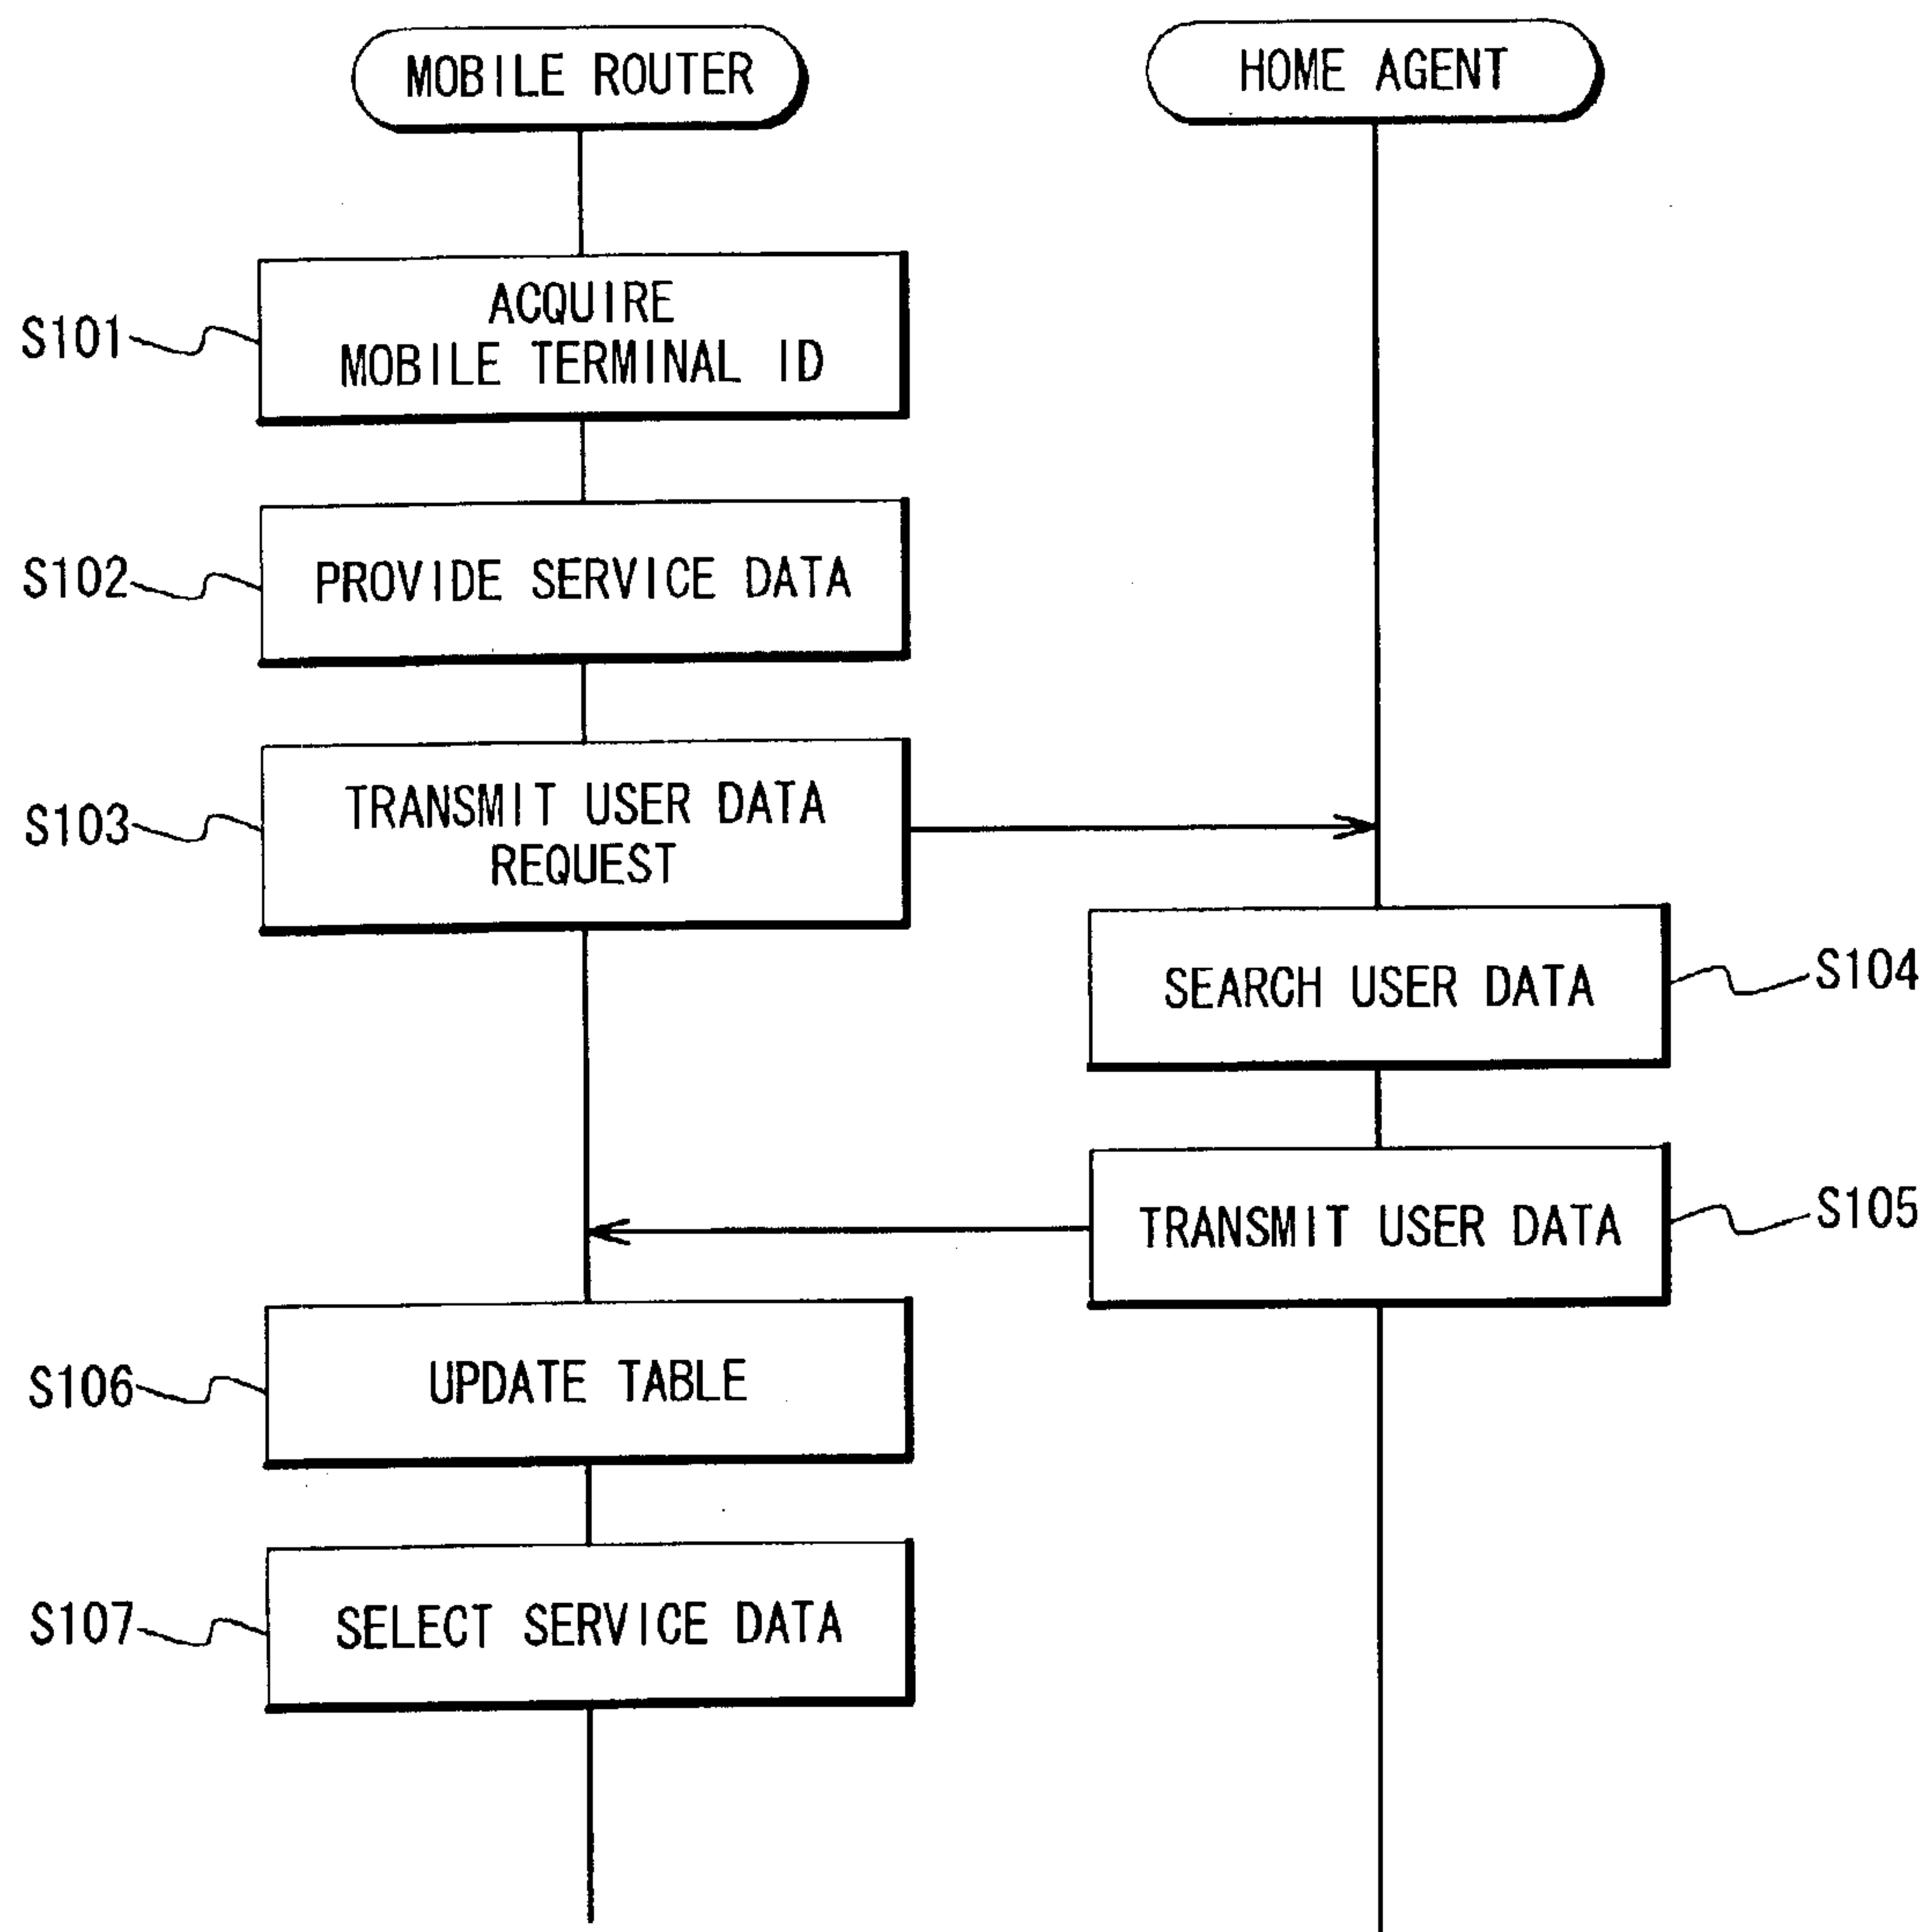 MOBILE ROUTER
HOME AGENT
S101
ACQUIRE
MOBILE TERMINAL ID
S102
PROVIDE SERVICE DATA
S103
TRANSMIT USER DATA
REQUEST
SEARCH USER DATA
S104
TRANSMIT USER DATA
S105
S106
UPDATE TABLE
S107
SELECT SERVICE DATA